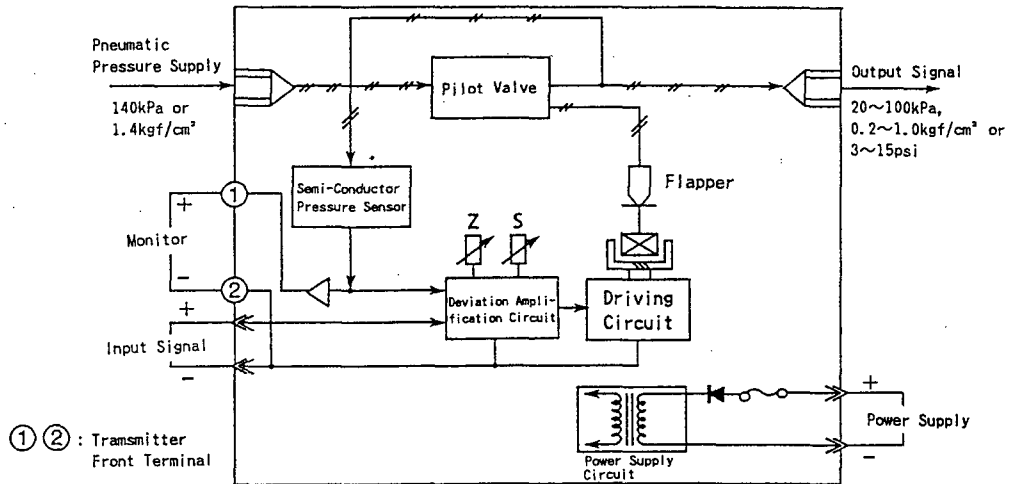 Pneumatic
Pressure Supply
140kPa or
1.4kgf/cm²
Pilot Valve
Output Signal
20～100kPa,
0.2～1.0kgf/cm² or
3～15psi
Semi-Conductor
Pressure Sensor
Flapper
①
+
Monitor
-
②
Z
S
Deviation Ampli-
fication Circuit
Driving
Circuit
+
Input Signal
-
Power Supply
Circuit
+
Power Supply
-
① ② : Tramsmitter
Front Terminal